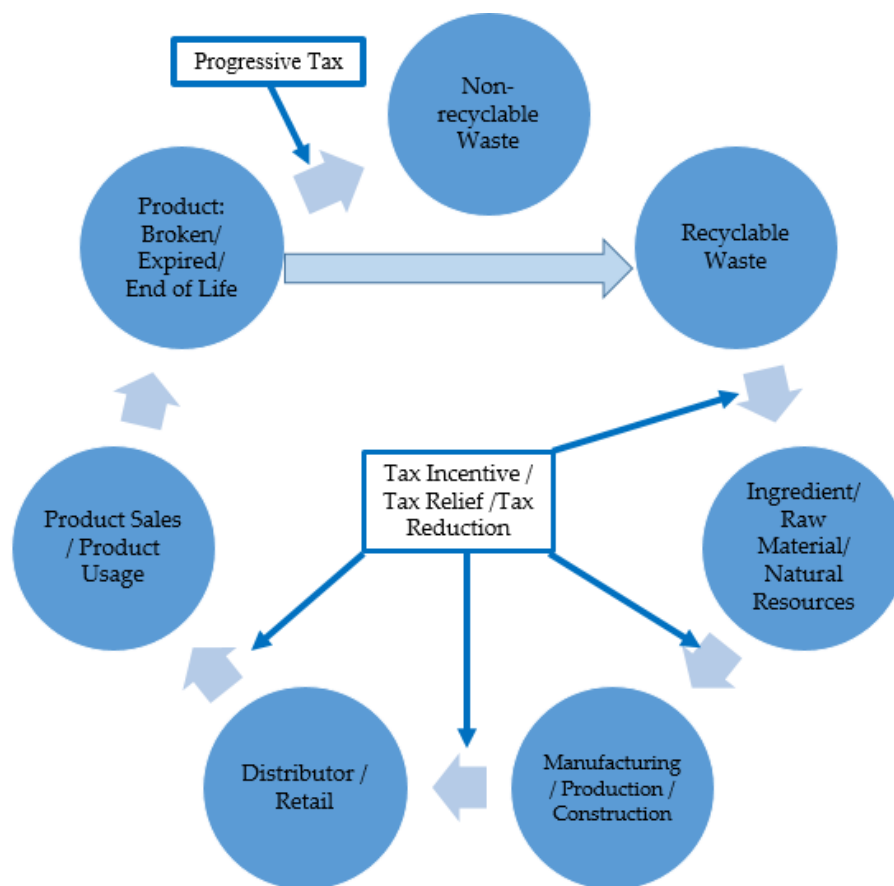 Progressive Tax
Non-
recyclable
Waste
Product:
Broken/
Expired/
End of Life
Recyclable
Waste
Tax Incentive /
Tax Relief /Tax
Reduction
Product Sales
/ Product
Usage
Ingredient/
Raw
Material/
Natural
Resources
Distributor /
Retail
Manufacturing
/ Production /
Construction